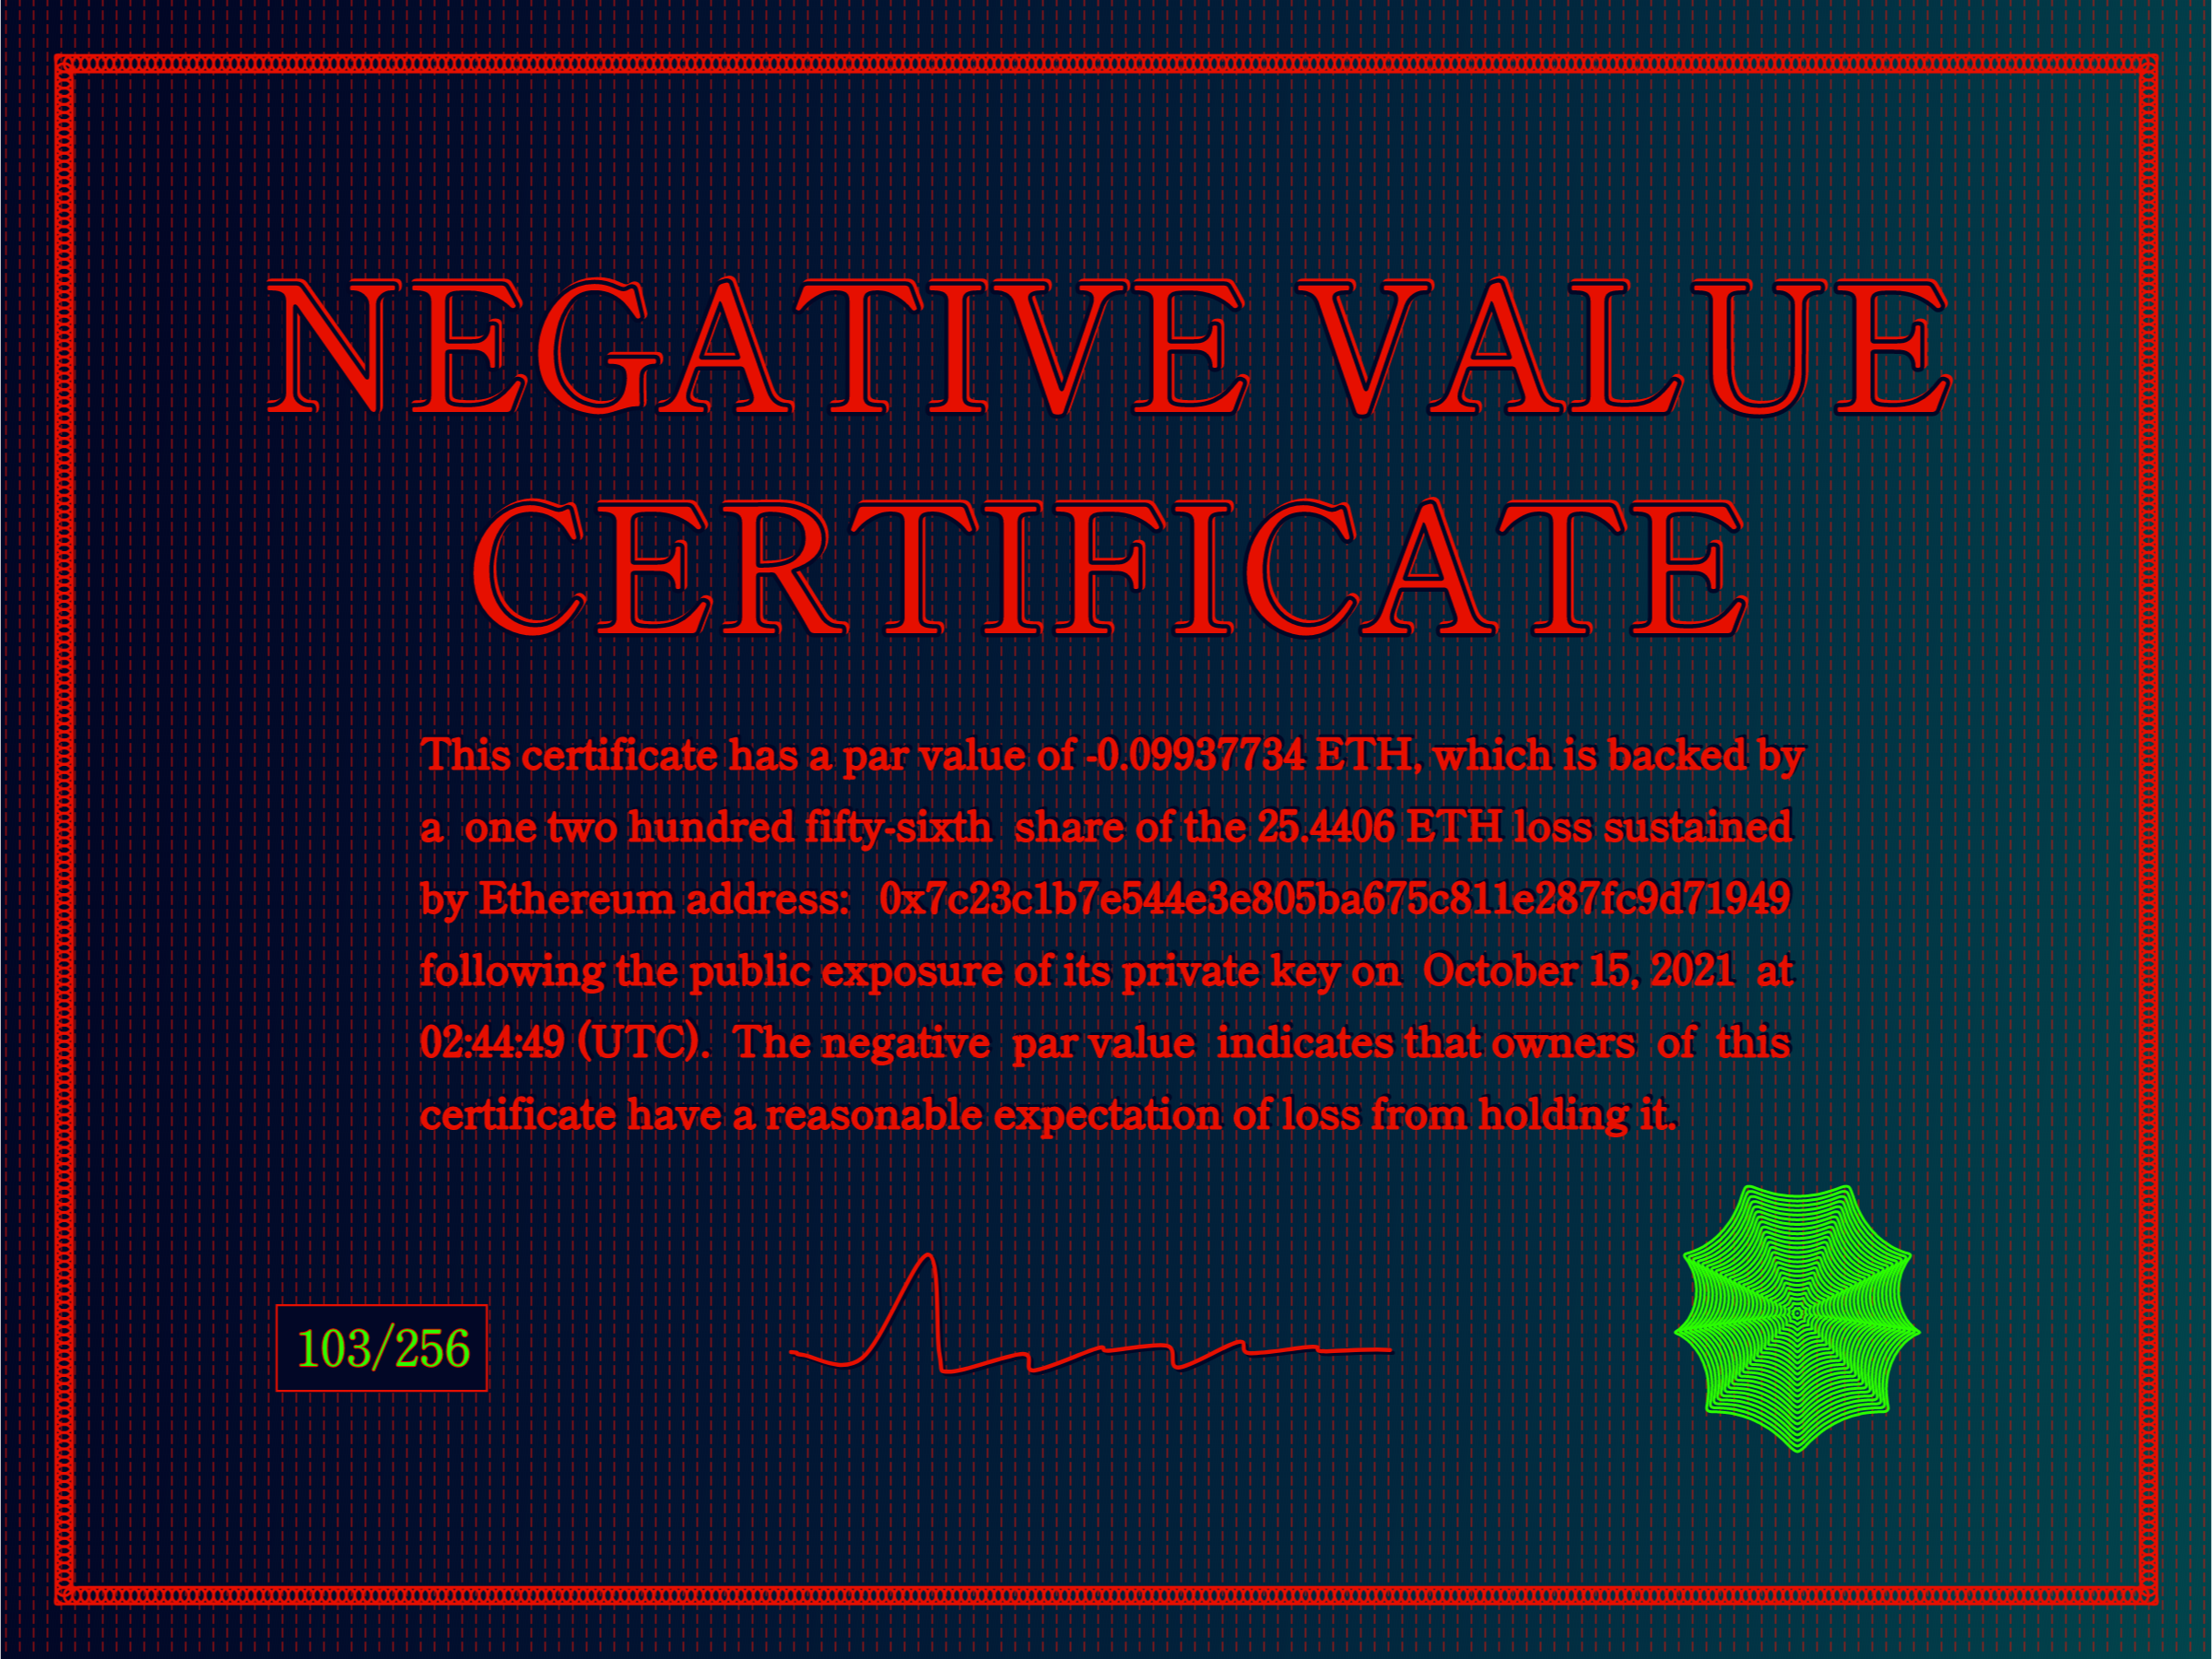 NEGATIVE VALUE
CERTIFICATE
This certificate has a par value of -0.09937734 ETH, which is backed by
a one two hundred fifty-sixth share of the 25.4406 ETH loss sustained
by Ethereum address: 0x7c23c1b7e544e3e805ba675c811e287fc9d71949
following the public exposure of its private key on October 15, 2021 at
02:44:49 (UTC). The negative par value indicates that owners of this
certificate have a reasonable expectation of loss from holding it.
103/256